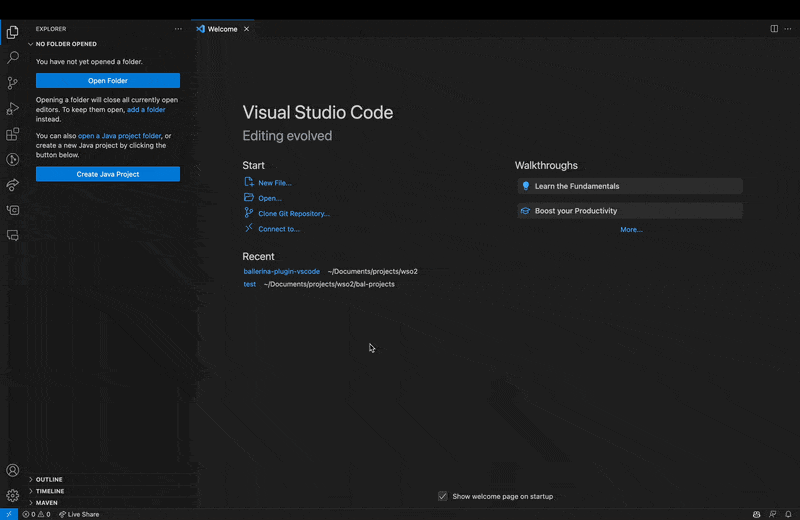 EXPLORER
NO FOLDER OPENED
You have not yet opened a folder.
Open Folder
Opening a folder will close all currently open
editors. To keep them open, add a folder
instead.
You can also open a Java project folder, or
create a new Java project by clicking the
button below.
Create Java Project
OUTLINE
TIMELINE
MAVEN
Welcome
Visual Studio Code
Editing evolved
Start
New File...
Open...
Clone Git Repository...
Connect to...
Recent
ballerina-plugin-vscode ~/Documents/projects/wso2
test ~/Documents/projects/wso2/bal-projects
Walkthroughs
Learn the Fundamentals
Boost your Productivity
More...
Show welcome page on startup
0 0 Live Share